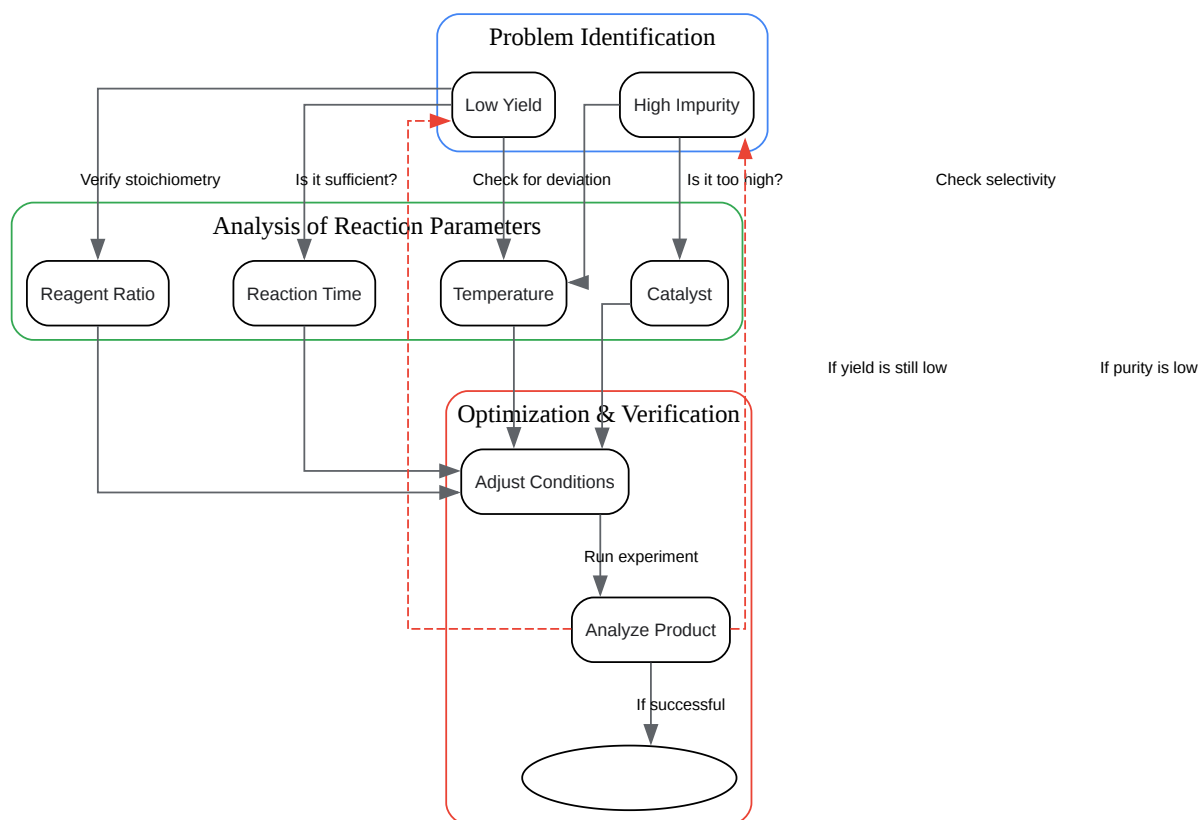 Problem Identification
Low Yield
High Impurity
Verify stoichiometry
Is it sufficient?
Check for deviation
Is it too high?
Check selectivity
Analysis of Reaction Parameters
Reagent Ratio
Reaction Time
Temperature
Catalyst
If yield is still low
If purity is low
Optimization & Verification
Adjust Conditions
Run experiment
Analyze Product
If successful